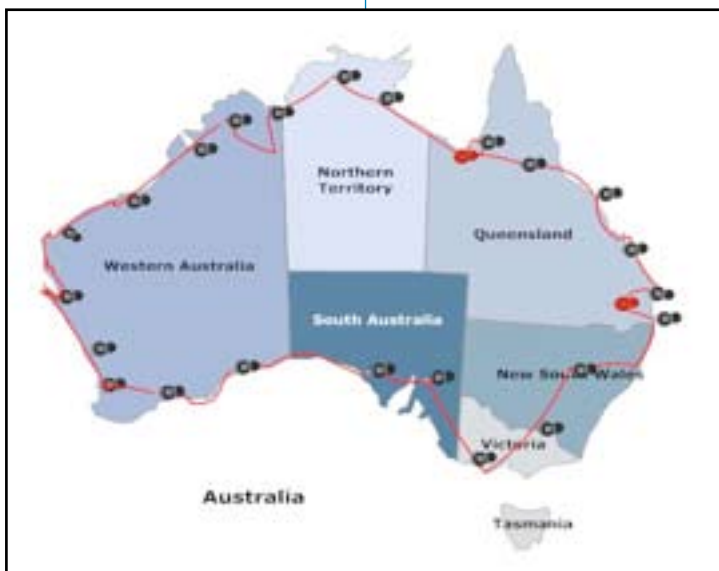 Northern
Territory
Queensland
Western Australia
South Australia
New South Wales
Victoria
Australia
Tasmania